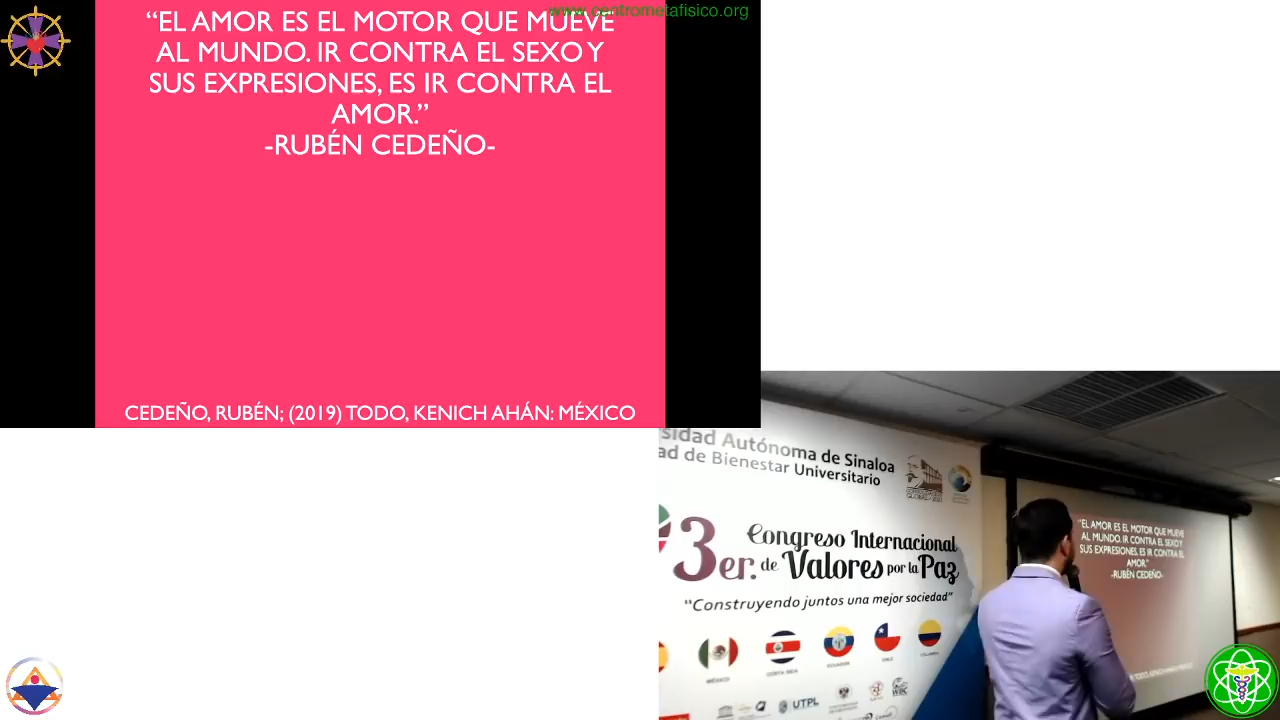 www.centrometafisico.org
“EL AMOR ES EL MOTOR QUE MUEVE
AL MUNDO. IR CONTRA EL SEXO Y
SUS EXPRESIONES, ES IR CONTRA EL
AMOR.”
-RUBÉN CEDEÑO-
CEDEÑO, RUBÉN; (2019) TODO, KENICH AHÁN: MÉXICO
sidad Autónoma de Sinaloa
ad de Bienestar Universitario
3er. Congreso Internacional
de Valores por la Paz
“Construyendo juntos una mejor sociedad”
MÉXICO
COSTA RICA
ECUADOR
CHILE
COLOMBIA
UTPL
“EL AMOR ES EL MOTOR QUE MUEVE
AL MUNDO. IR CONTRA EL SEXO Y
SUS EXPRESIONES, ES IR CONTRA EL
AMOR.”
-RUBÉN CEDEÑO-